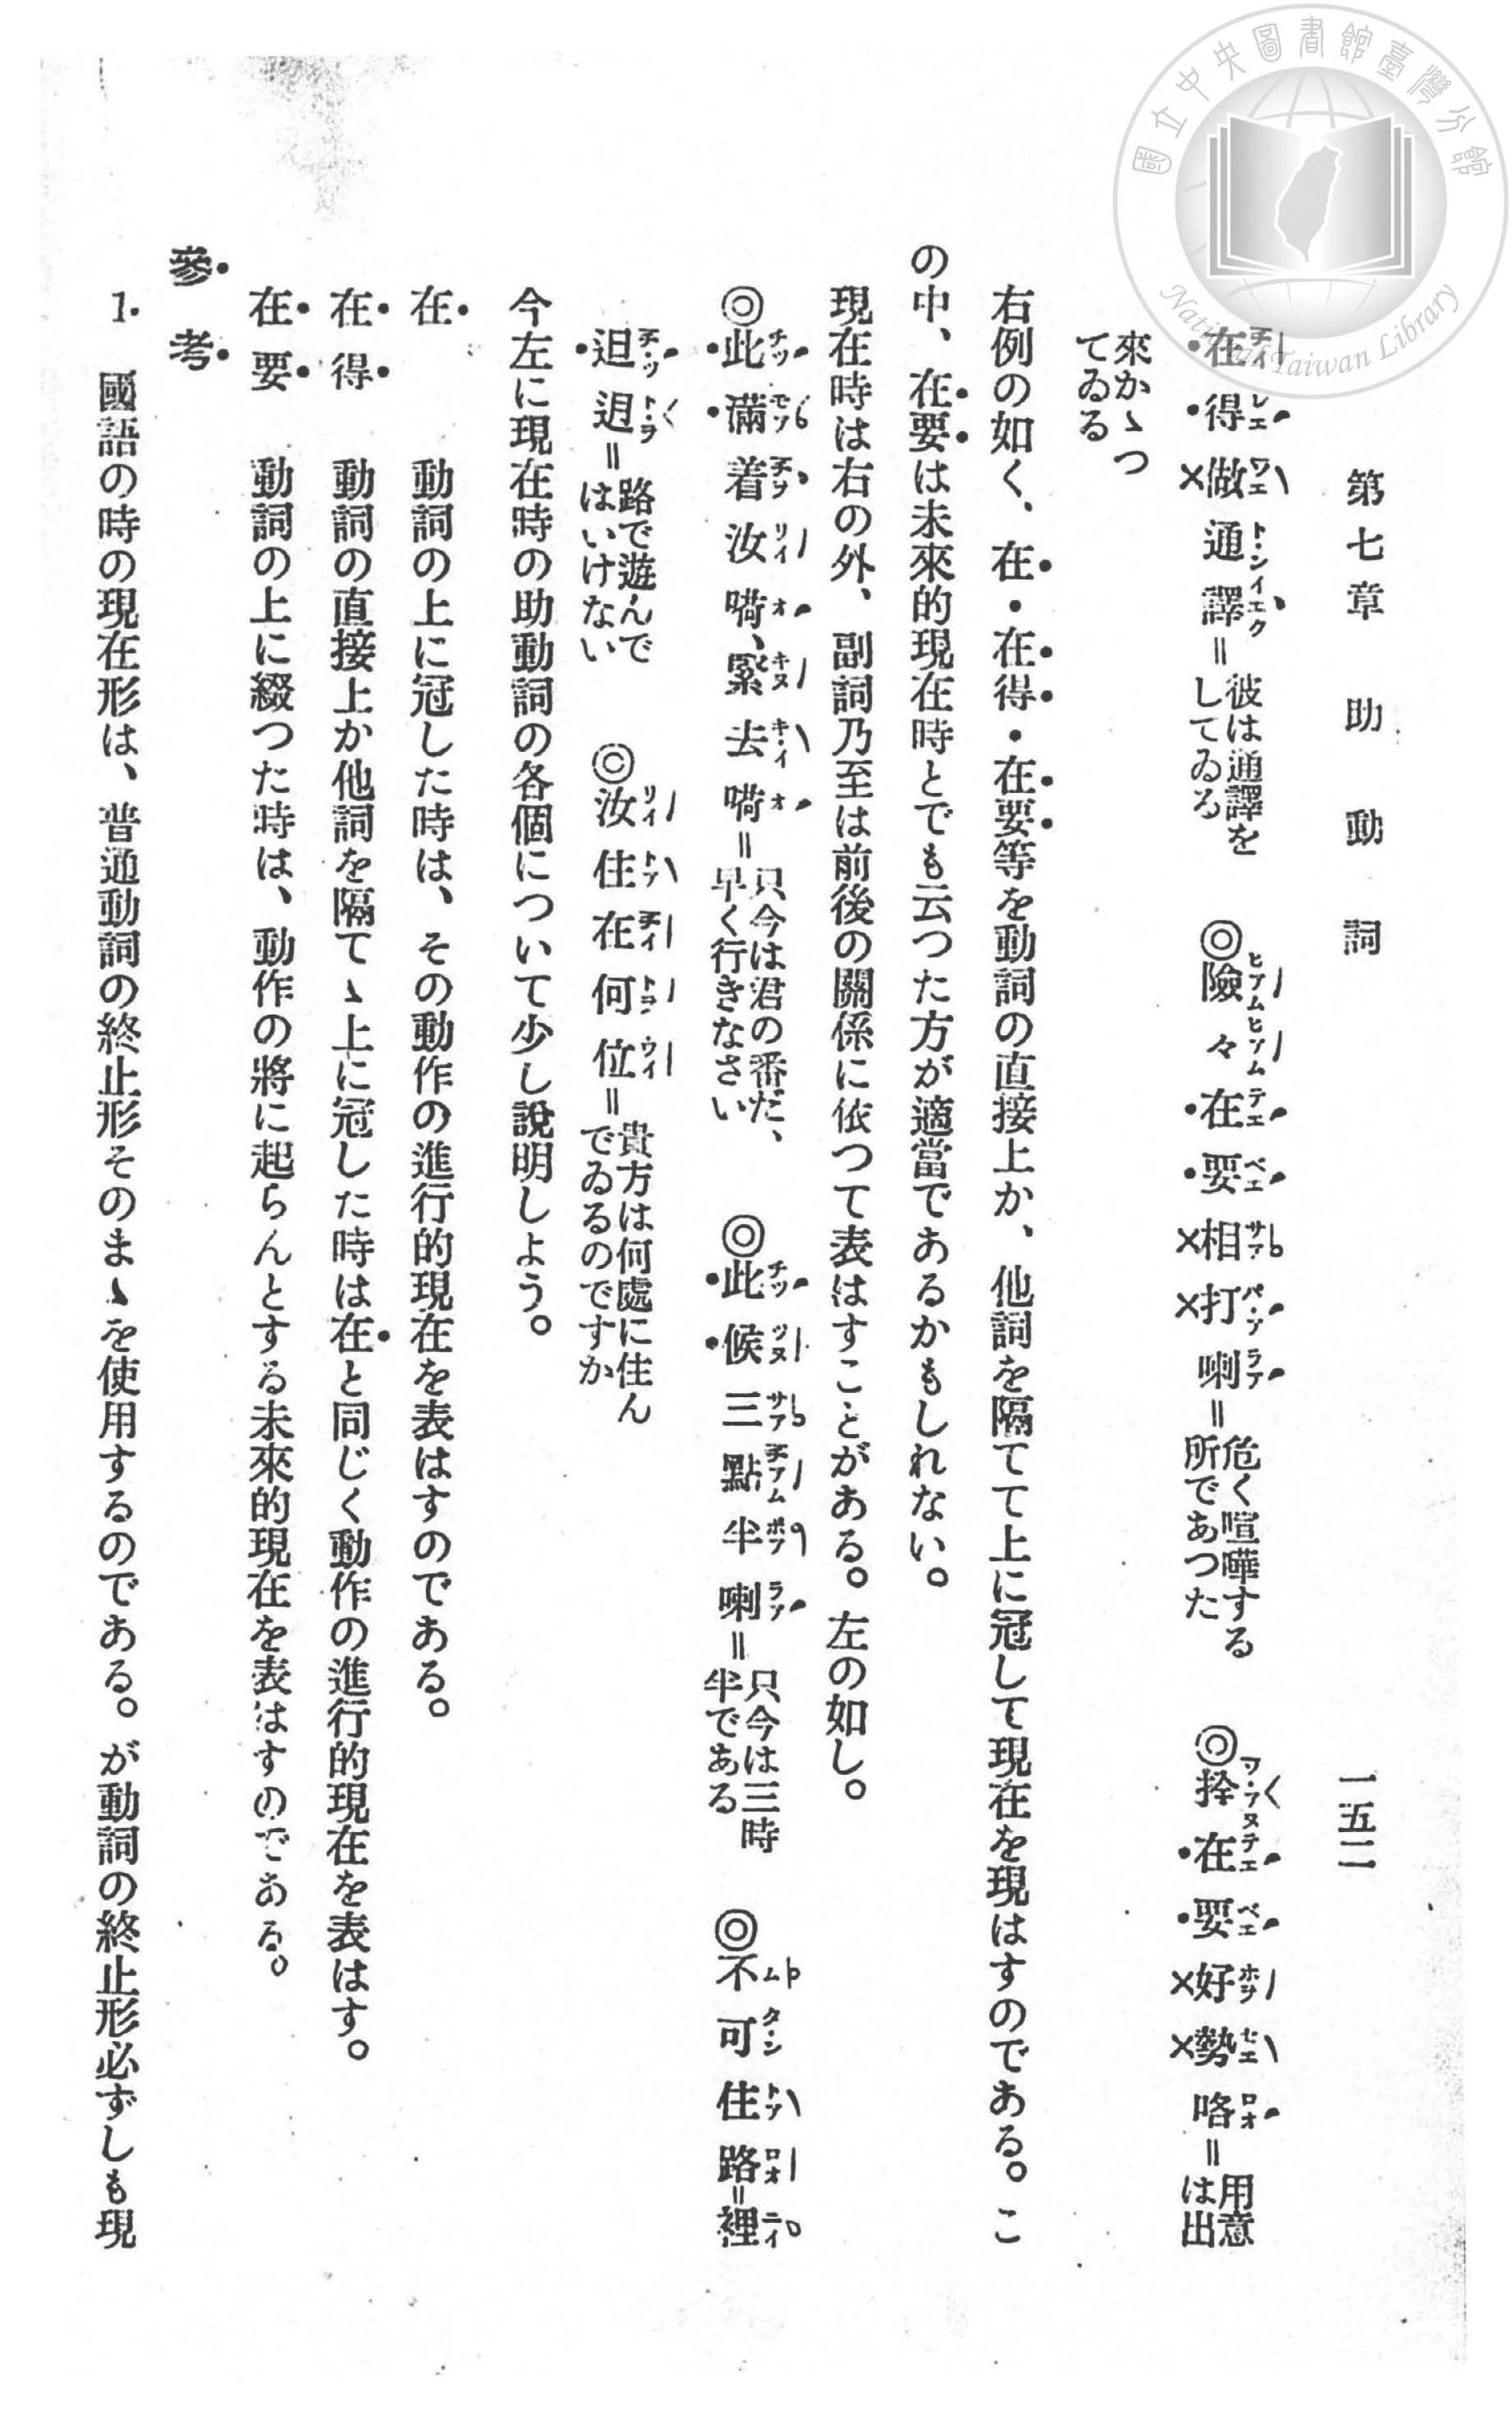 國立中央圖書館臺灣分館
National Taiwan Library
第七章 助動詞 一五二
在得做通譯=彼は通譯をしてゐる ◎險々在要相打喇=危く喧嘩する所であつた ◎拴在要好勢咯=用意は出
來かゝつてゐる
右例の如く、在・在得・在要等を動詞の直接上か、他詞を隔てて上に冠して現在を現はすのである。こ
の中、在要は未來的現在時とでも云つた方が適當であるかもしれない。
現在時は右の外、副詞乃至は前後の關係に依つて表はすことがある。左の如し。
◎此滿着汝嗬、緊去嗬=只今は君の番だ、早く行きなさい ◎此候三點半喇=只今は三時半である ◎不可住路=裡
𨑨迌=路で遊んではいけない ◎汝住在何位=貴方は何處に住んでゐるのですか
今左に現在時の助動詞の各個について少し說明しよう。
在 動詞の上に冠した時は、その動作の進行的現在を表はすのである。
在得 動詞の直接上か他詞を隔てゝ上に冠した時は在と同じく動作の進行的現在を表はす。
在要 動詞の上に綴つた時は、動作の將に起らんとする未來的現在を表はすのである。
參考
1. 國語の時の現在形は、普通動詞の終止形そのまゝを使用するのである。が動詞の終止形必ずしも現